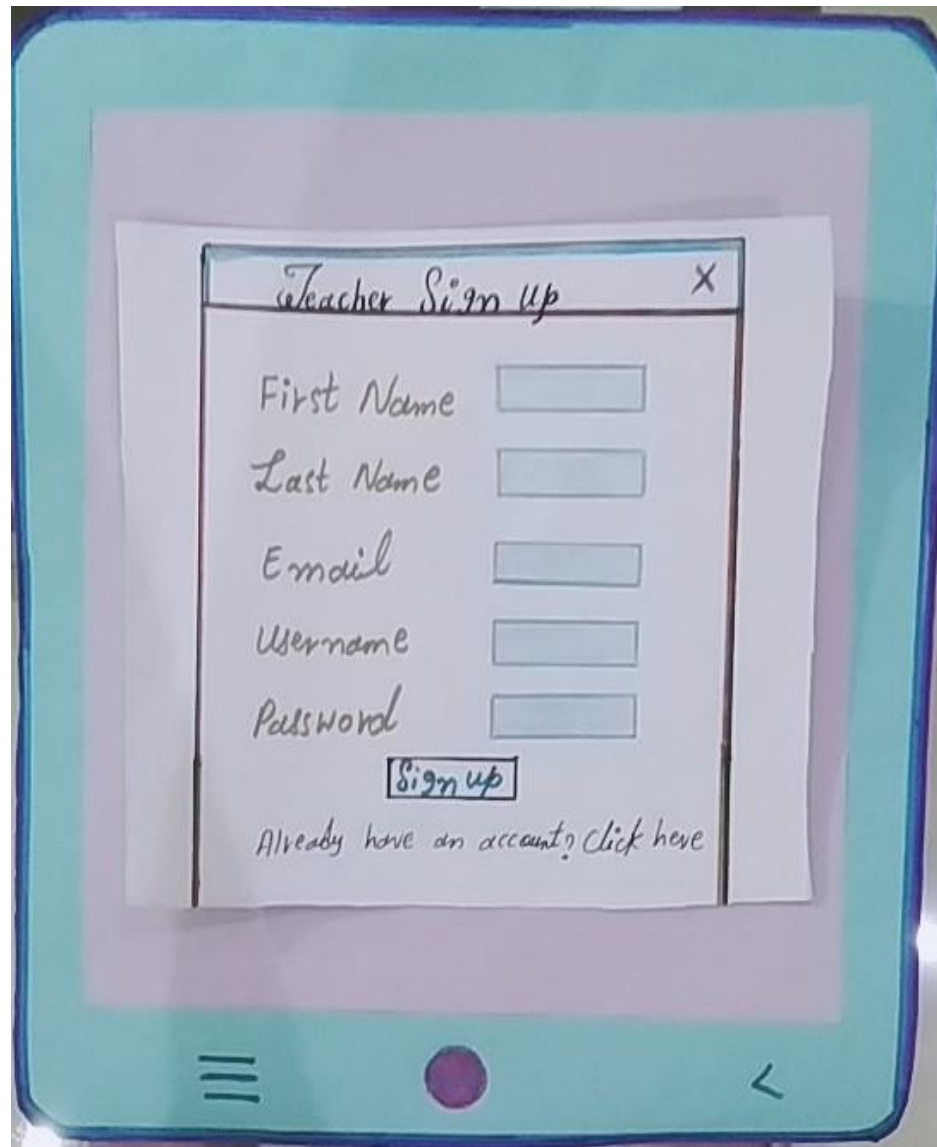 Teacher Sign up X
First Name
Last Name
Email
Username
Password
Sign up
Already have an account? Click here